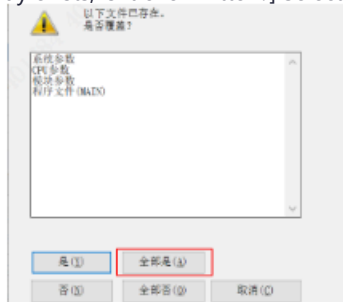 以下文件已存在。
是否覆盖?
系统参数
CPU参数
模块参数
程序文件(MAIN)
是(Y)
全部是(A)
否(N)
全部否(O)
取消(C)